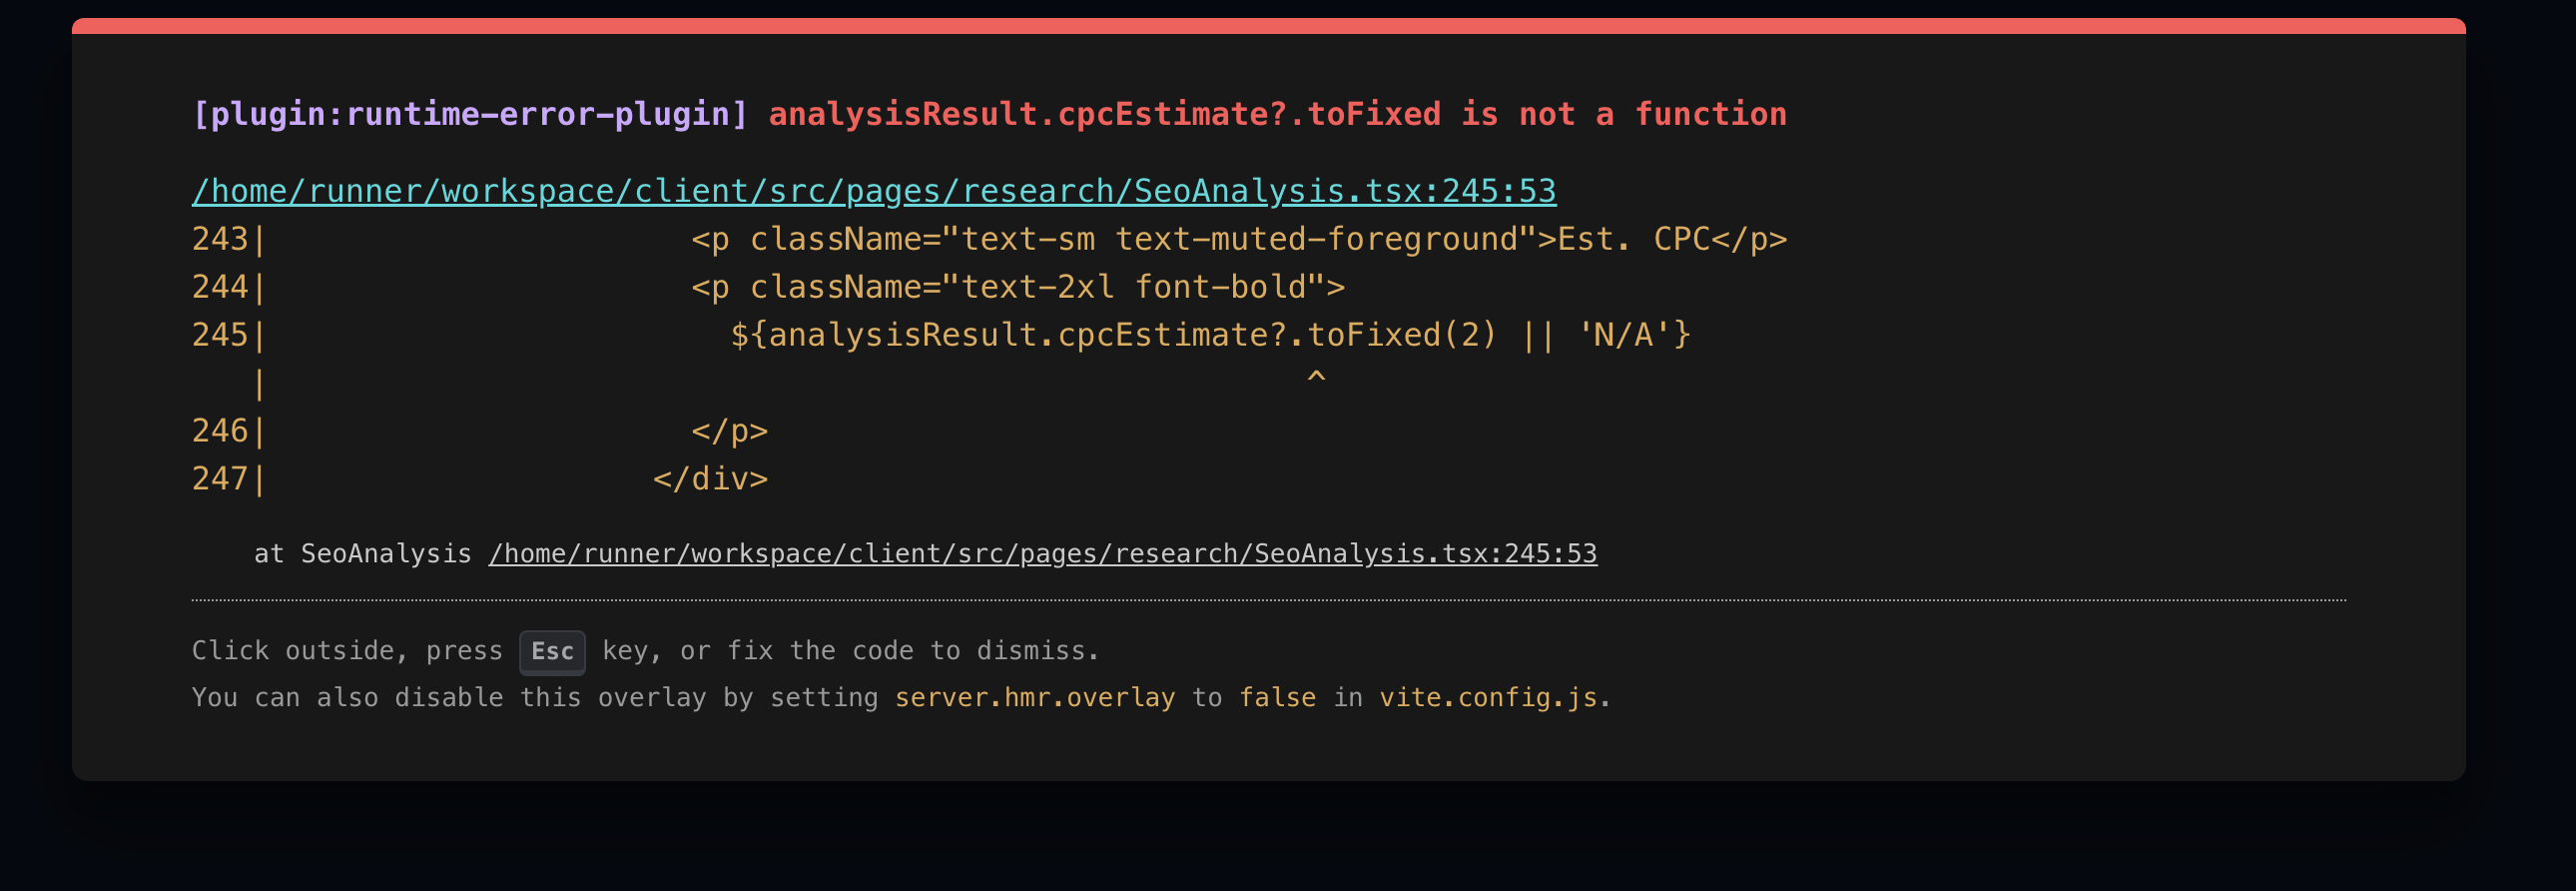 [plugin:runtime-error-plugin] analysisResult.cpcEstimate?.toFixed is not a function
/home/runner/workspace/client/src/pages/research/SeoAnalysis.tsx:245:53
243|                      <p className="text-sm text-muted-foreground">Est. CPC</p>
244|                      <p className="text-2xl font-bold">
245|                        ${analysisResult.cpcEstimate?.toFixed(2) || 'N/A'}
   |                                                      ^
246|                      </p>
247|                    </div>
    at SeoAnalysis /home/runner/workspace/client/src/pages/research/SeoAnalysis.tsx:245:53
Click outside, press Esc key, or fix the code to dismiss.
You can also disable this overlay by setting server.hmr.overlay to false in vite.config.js.